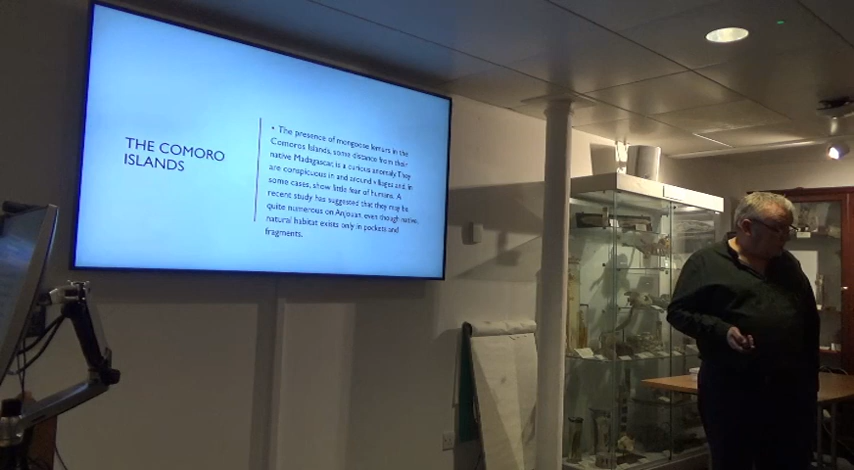 THE COMORO
ISLANDS
• The presence of mongoose lemurs in the
Comoros Islands, some distance from their
native Madagascar, is a curious anomaly. They
are conspicuous in and around villages and, in
some cases, show little fear of humans. A
recent study has suggested that they may be
quite numerous on Anjouan, even though native,
natural habitat exists only in pockets and
fragments.